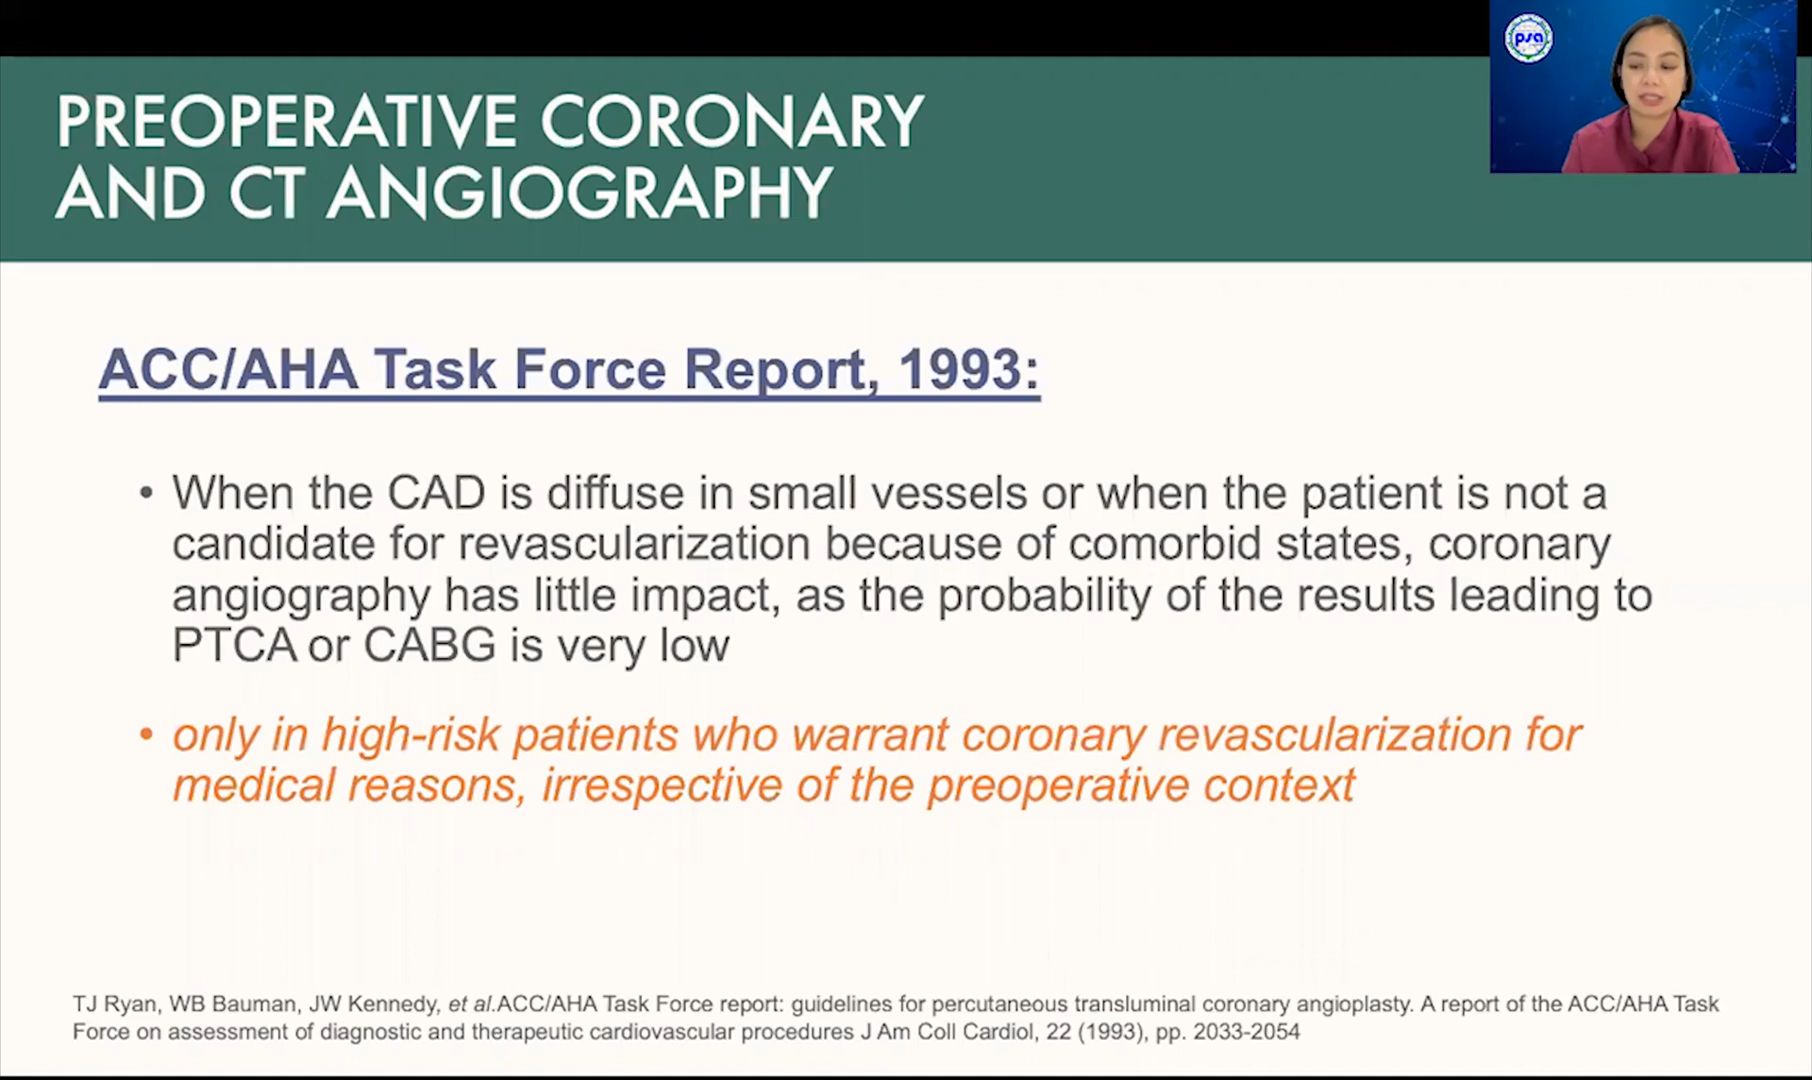 psa
PREOPERATIVE CORONARY
AND CT ANGIOGRAPHY
ACC/AHA Task Force Report, 1993:
• When the CAD is diffuse in small vessels or when the patient is not a
candidate for revascularization because of comorbid states, coronary
angiography has little impact, as the probability of the results leading to
PTCA or CABG is very low
• only in high-risk patients who warrant coronary revascularization for
medical reasons, irrespective of the preoperative context
TJ Ryan, WB Bauman, JW Kennedy, et al.ACC/AHA Task Force report: guidelines for percutaneous transluminal coronary angioplasty. A report of the ACC/AHA Task
Force on assessment of diagnostic and therapeutic cardiovascular procedures J Am Coll Cardiol, 22 (1993), pp. 2033-2054